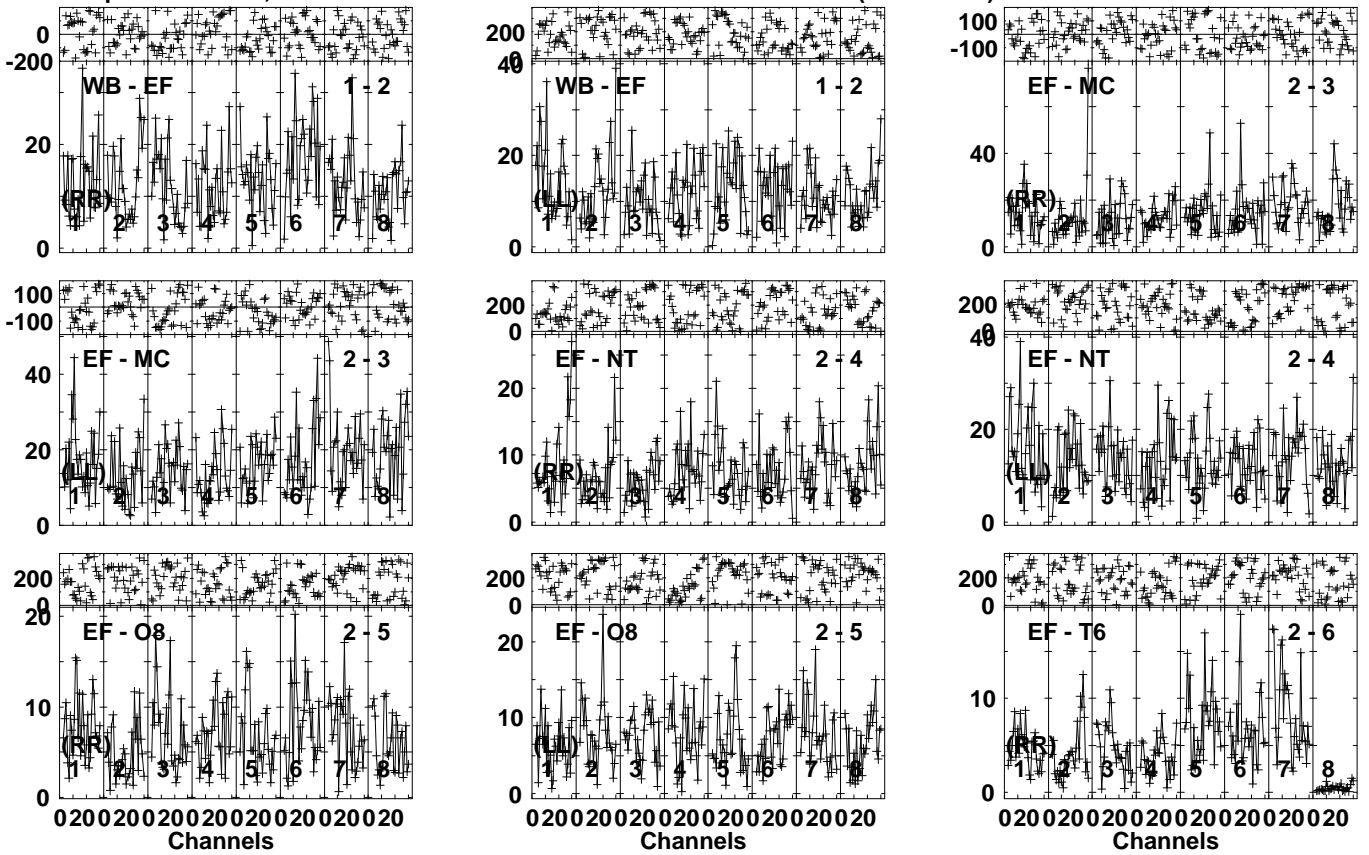 0 -200
WB - EF 1 - 2
20
(RR)
1 2 3 4 5 6 7 8
0
200 0
40 WB - EF 1 - 2
20
(LL)
1 2 3 4 5 6 7 8
0
100 -100
EF - MC 2 - 3
40
20 (RR)
1 2 3 4 5 6 7 8
0
100 -100
EF - MC 2 - 3
40
20
(LL)
1 2 3 4 5 6 7 8
0
200 0
EF - NT 2 - 4
20
10
(RR)
1 2 3 4 5 6 7 8
0
200 0
40 EF - NT 2 - 4
20
(LL)
1 2 3 4 5 6 7 8
0
200 0
20 EF - O8 2 - 5
10
(RR)
1 2 3 4 5 6 7 8
0
0 20 0 20 0 20 0 20 0 20 0 20 0 20 0 20
Channels
200 0
EF - O8 2 - 5
20
10
(LL)
1 2 3 4 5 6 7 8
0
0 20 0 20 0 20 0 20 0 20 0 20 0 20 0 20
Channels
200 0
EF - T6 2 - 6
10
(RR)
1 2 3 4 5 6 7 8
0
0 20 0 20 0 20 0 20 0 20 0 20 0 20 0 20
Channels